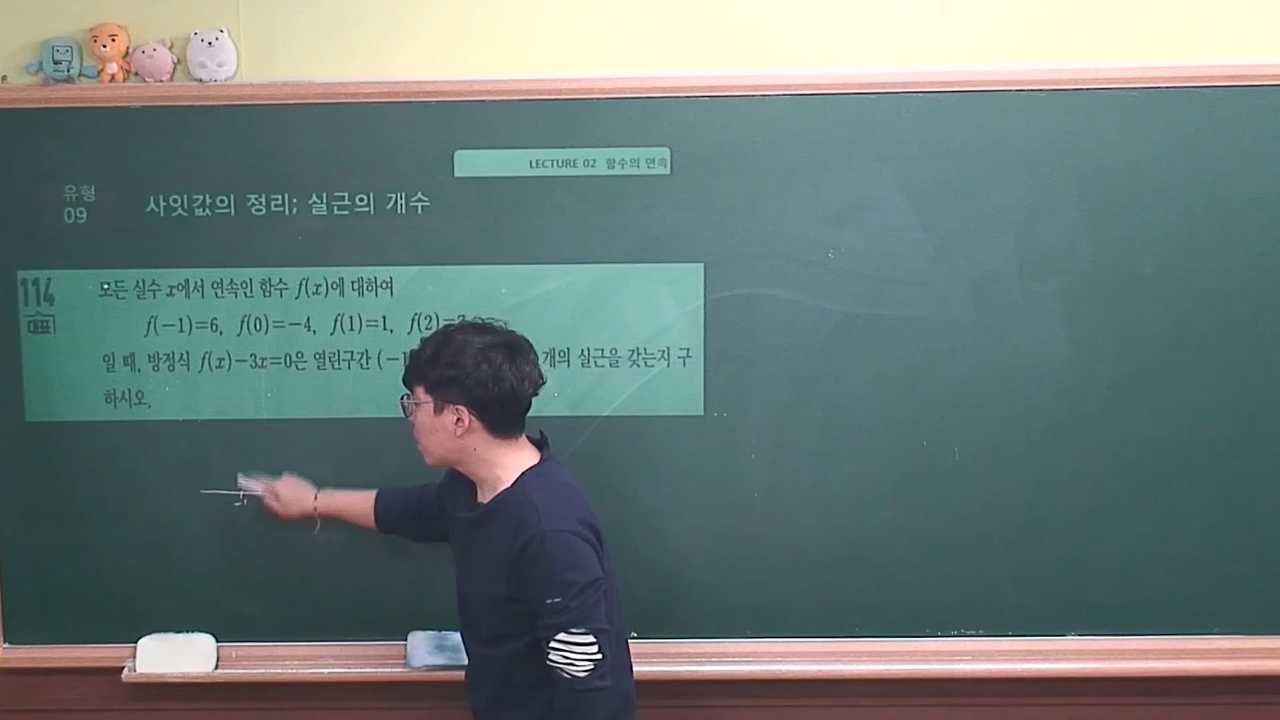 LECTURE 02 함수의 연속
유형
09
사잇값의 정리; 실근의 개수
114
대표
모든 실수 x에서 연속인 함수 f(x)에 대하여
f(−1)=6, f(0)=−4, f(1)=1, f(2)=
일 때, 방정식 f(x)−3x=0은 열린구간 (−1 개의 실근을 갖는지 구
하시오.
-1